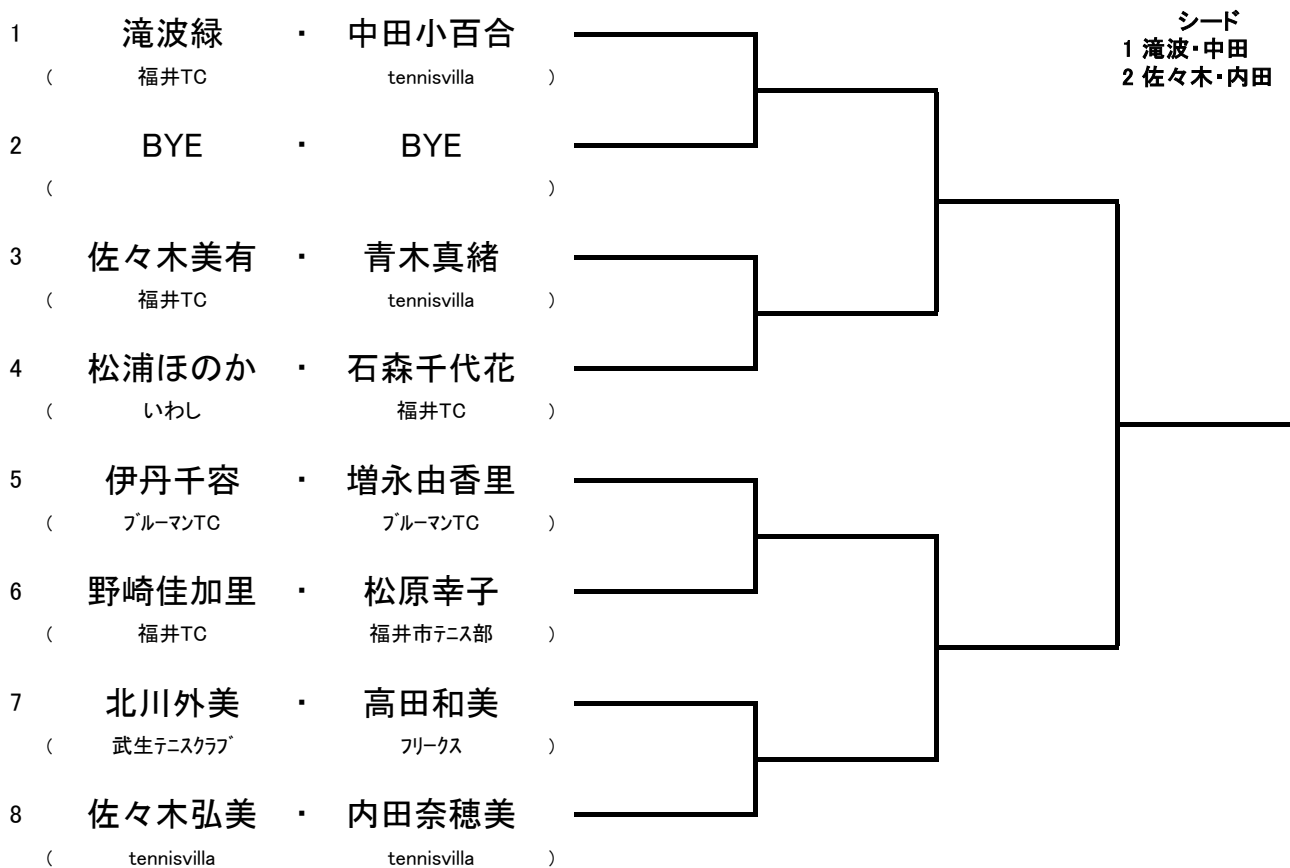 シード
1 滝波・中田
2 佐々木・内田
1 滝波緑 ・ 中田小百合
( 福井TC tennisvilla )
2 BYE ・ BYE
( )
3 佐々木美有 ・ 青木真緒
( 福井TC tennisvilla )
4 松浦ほのか ・ 石森千代花
( いわし 福井TC )
5 伊丹千容 ・ 増永由香里
( ブルーマンTC ブルーマンTC )
6 野崎佳加里 ・ 松原幸子
( 福井TC 福井市テニス部 )
7 北川外美 ・ 高田和美
( 武生テニスクラブ フリークス )
8 佐々木弘美 ・ 内田奈穂美
( tennisvilla tennisvilla )